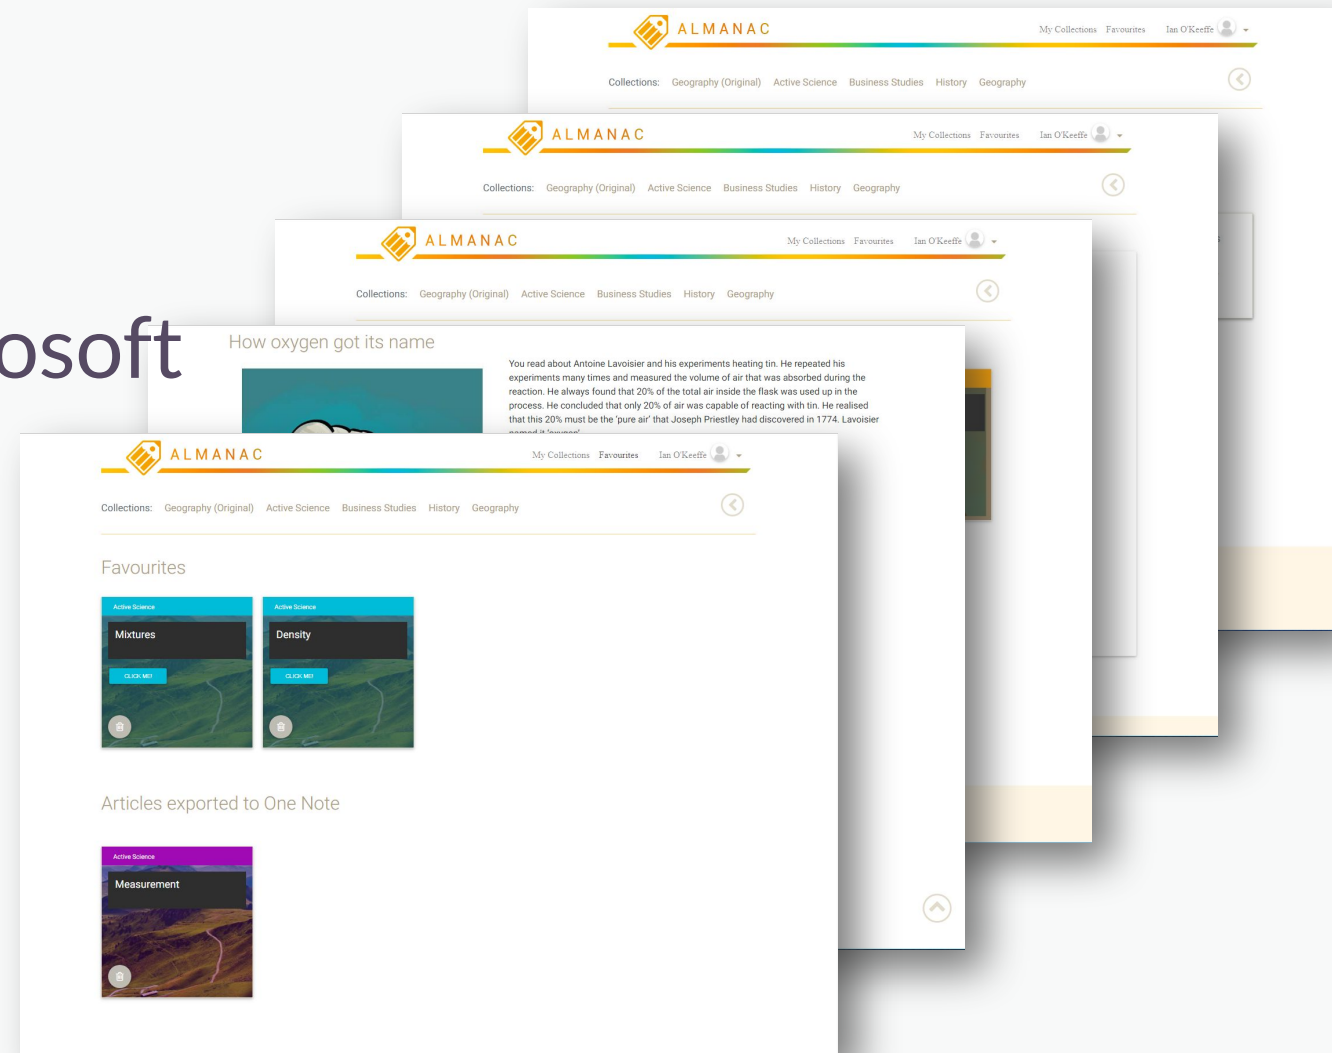 ALMANAC
My Collections Favourites Ian O'Keeffe
Collections: Geography (Original) Active Science Business Studies History Geography
ALMANAC
My Collections Favourites Ian O'Keeffe
Collections: Geography (Original) Active Science Business Studies History Geography
ALMANAC
My Collections Favourites Ian O'Keeffe
Collections: Geography (Original) Active Science Business Studies History Geography
osoft
How oxygen got its name
You read about Antoine Lavoisier and his experiments heating tin. He repeated his
experiments many times and measured the volume of air that was absorbed during the
reaction. He always found that 20% of the total air inside the flask was used up in the
process. He concluded that only 20% of air was capable of reacting with tin. He realised
that this 20% must be the 'pure air' that Joseph Priestley had discovered in 1774. Lavoisier
named it 'oxygen'
ALMANAC
My Collections Favourites Ian O'Keeffe
Collections: Geography (Original) Active Science Business Studies History Geography
Favourites
Active Science
Mixtures
CLICK ME!
Active Science
Density
CLICK ME!
Articles exported to One Note
Active Science
Measurement